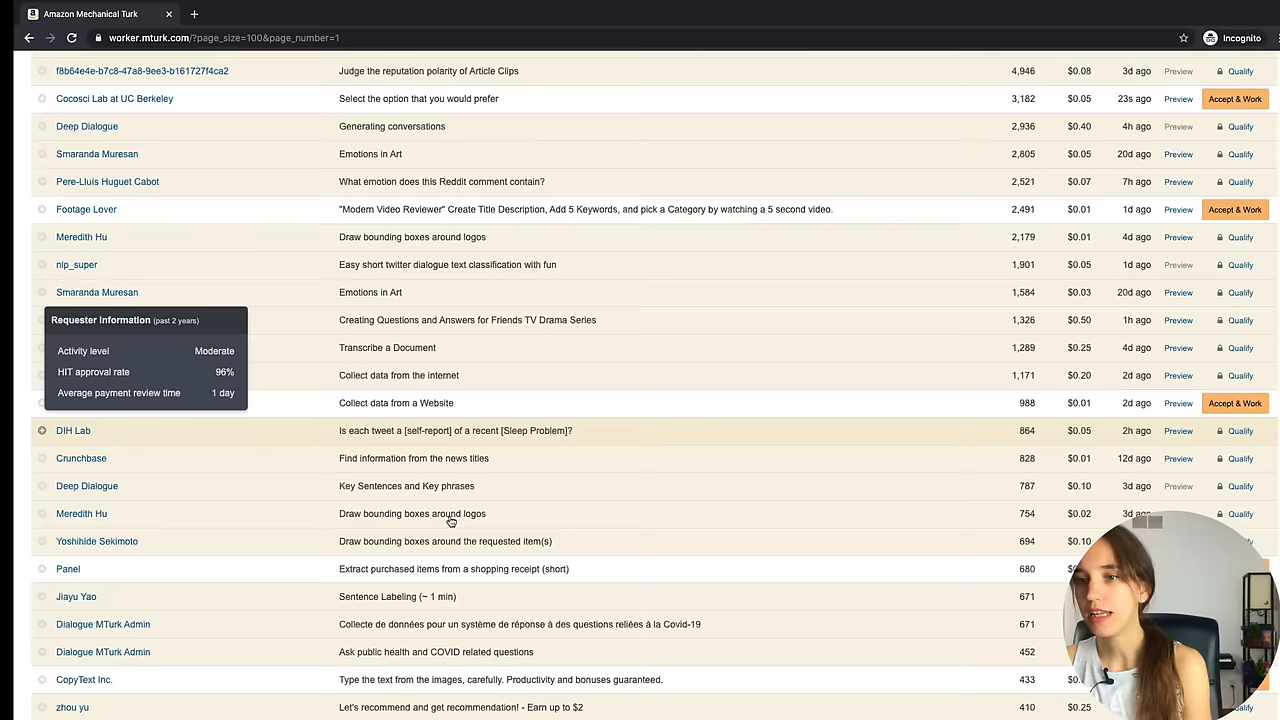 Amazon Mechanical Turk
worker.mturk.com/?page_size=100&page_number=1
Incognito
f8b64e4e-b7c8-47a8-9ee3-b161727f4ca2 Judge the reputation polarity of Article Clips 4,946 $0.08 3d ago Preview Qualify
Cocosci Lab at UC Berkeley Select the option that you would prefer 3,182 $0.05 23s ago Preview Accept & Work
Deep Dialogue Generating conversations 2,936 $0.40 4h ago Preview Qualify
Smaranda Muresan Emotions in Art 2,805 $0.05 20d ago Preview Qualify
Pere-Lluís Huguet Cabot What emotion does this Reddit comment contain? 2,521 $0.07 7h ago Preview Qualify
Footage Lover "Modern Video Reviewer" Create Title Description, Add 5 Keywords, and pick a Category by watching a 5 second video. 2,491 $0.01 1d ago Preview Accept & Work
Meredith Hu Draw bounding boxes around logos 2,179 $0.01 4d ago Preview Qualify
nlp_super Easy short twitter dialogue text classification with fun 1,901 $0.05 1d ago Preview Qualify
Smaranda Muresan Emotions in Art 1,584 $0.03 20d ago Preview Qualify
Requester Information (past 2 years) Creating Questions and Answers for Friends TV Drama Series 1,326 $0.50 1h ago Preview Qualify
Activity level Moderate Transcribe a Document 1,289 $0.25 4d ago Preview Qualify
HIT approval rate 96% Collect data from the internet 1,171 $0.20 2d ago Preview Qualify
Average payment review time 1 day
Collect data from a Website 988 $0.01 2d ago Preview Accept & Work
DIH Lab Is each tweet a [self-report] of a recent [Sleep Problem]? 864 $0.05 2h ago Preview Qualify
Crunchbase Find information from the news titles 828 $0.01 12d ago Preview Qualify
Deep Dialogue Key Sentences and Key phrases 787 $0.10 3d ago Preview Qualify
Meredith Hu Draw bounding boxes around logos 754 $0.02 3d ago Preview Qualify
Yoshihide Sekimoto Draw bounding boxes around the requested item(s) 694 $0.10
Panel Extract purchased items from a shopping receipt (short) 680
Jiayu Yao Sentence Labeling (~ 1 min) 671
Dialogue MTurk Admin Collecte de données pour un système de réponse à des questions reliées à la Covid-19 671
Dialogue MTurk Admin Ask public health and COVID related questions 452
CopyText Inc. Type the text from the images, carefully. Productivity and bonuses guaranteed. 433
zhou yu Let's recommend and get recommendation! - Earn up to $2 410 $0.25 Qualify